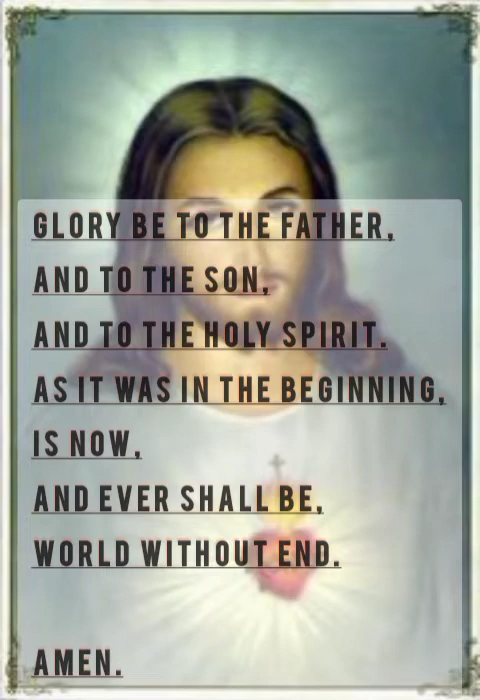 GLORY BE TO THE FATHER,
AND TO THE SON,
AND TO THE HOLY SPIRIT.
AS IT WAS IN THE BEGINNING,
IS NOW,
AND EVER SHALL BE,
WORLD WITHOUT END.
AMEN.